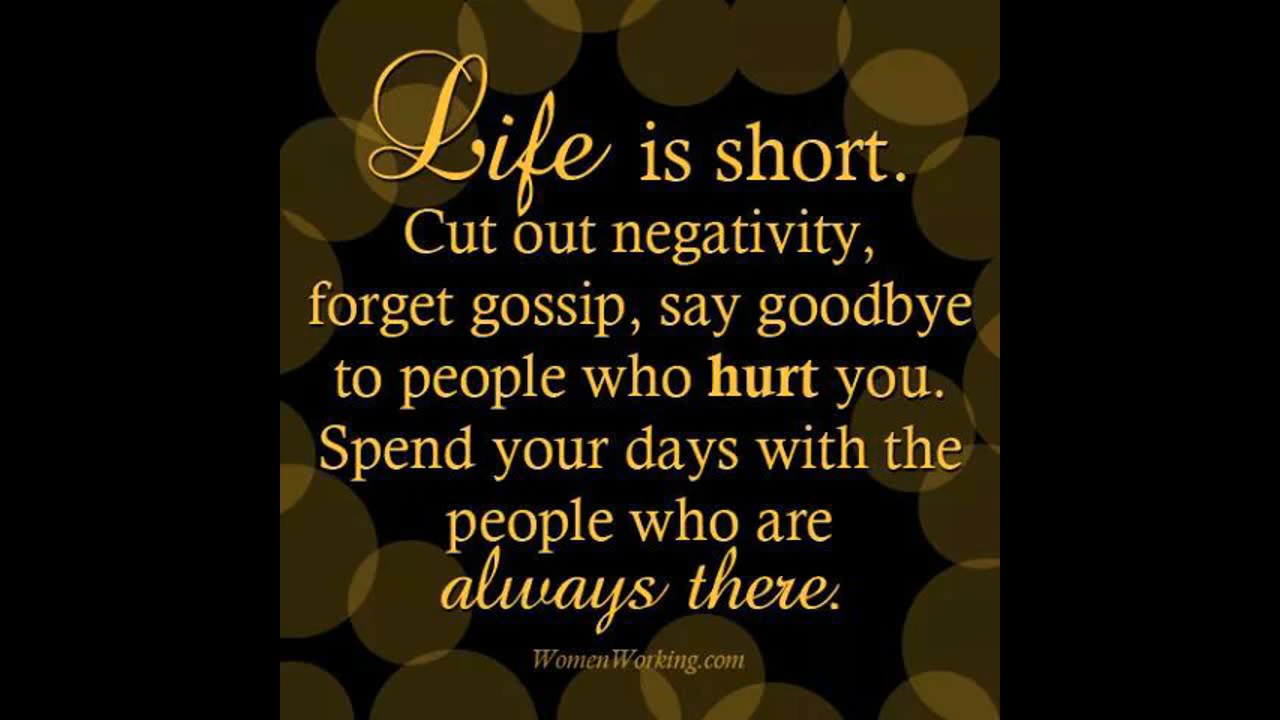 Life is short.
Cut out negativity,
forget gossip, say goodbye
to people who hurt you.
Spend your days with the
people who are
always there.
WomenWorking.com